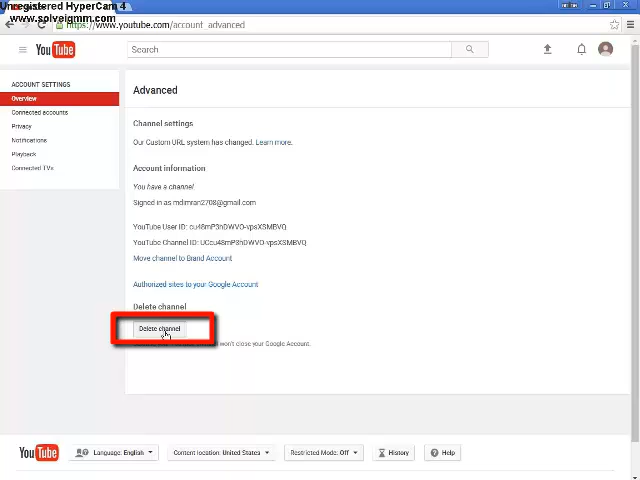 Unregistered HyperCam 4
www.solveigmm.com
https://www.youtube.com/account_advanced
YouTube
Search
ACCOUNT SETTINGS
Overview
Connected accounts
Privacy
Notifications
Playback
Connected TVs
Advanced
Channel settings
Our Custom URL system has changed. Learn more.
Account information
You have a channel
Signed in as mdimran2708@gmail.com
YouTube User ID: cu48mP3hDWVO-vpsXSMBVQ
YouTube Channel ID: UCcu48mP3hDWVO-vpsXSMBVQ
Move channel to Brand Account
Authorized sites to your Google Account
Delete channel
Delete channel
won't close your Google Account.
YouTube
Language: English
Content location: United States
Restricted Mode: Off
History
Help